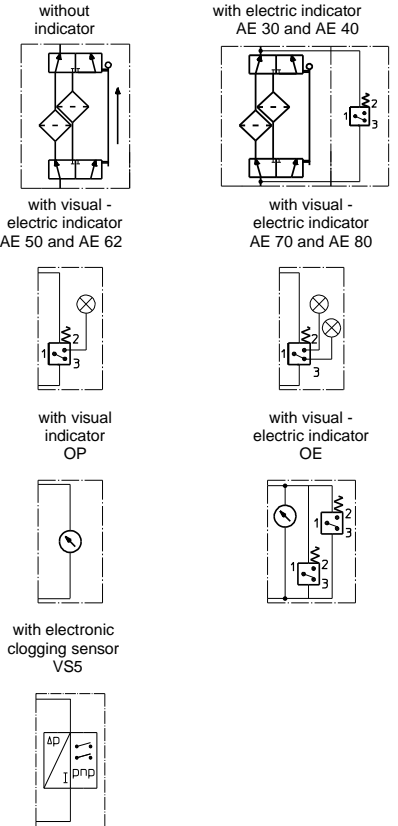 without
indicator
with electric indicator
AE 30 and AE 40
1
2
3
with visual -
electric indicator
AE 50 and AE 62
with visual -
electric indicator
AE 70 and AE 80
1
2
3
1
2
3
with visual
indicator
OP
with visual -
electric indicator
OE
1
2
3
1
2
3
with electronic
clogging sensor
VS5
Δp
I
pnp